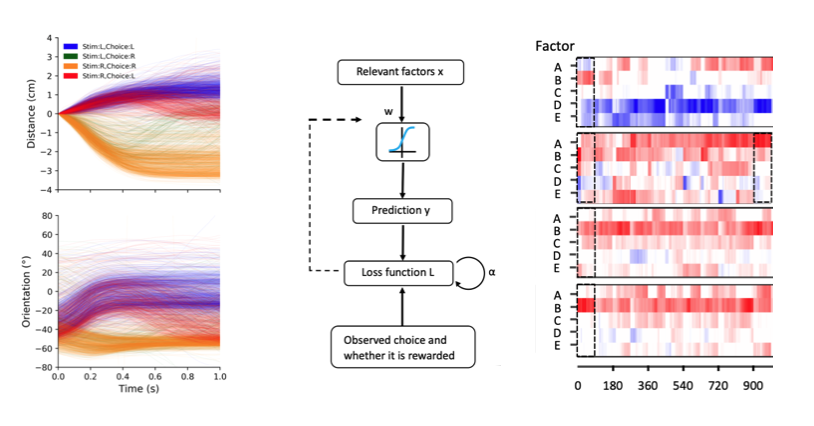 4
3
2
1
0
−1
−2
−3
−4
Distance (cm)
Stim:L,Choice:L
Stim:L,Choice:R
Stim:R,Choice:R
Stim:R,Choice:L
80
60
40
20
0
−20
−40
−60
−80
Orientation (°)
0.0 0.2 0.4 0.6 0.8 1.0
Time (s)
Relevant factors x
w
Prediction y
Loss function L
α
Observed choice and
whether it is rewarded
Factor
A
B
C
D
E
A
B
C
D
E
A
B
C
D
E
A
B
C
D
E
0 180 360 540 720 900